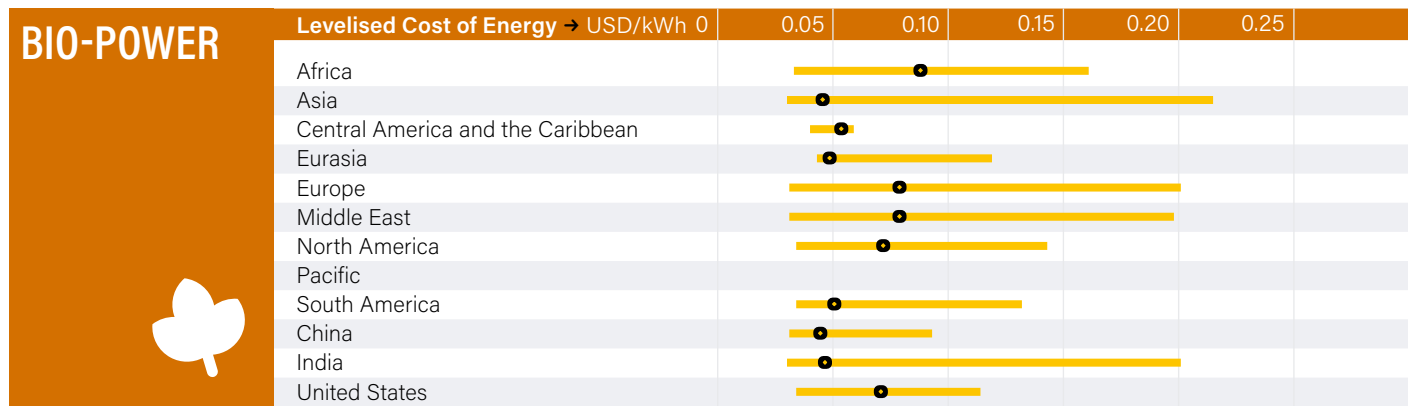 BIO-POWER
Levelised Cost of Energy → USD/kWh 0 0.05 0.10 0.15 0.20 0.25
Africa
Asia
Central America and the Caribbean
Eurasia
Europe
Middle East
North America
Pacific
South America
China
India
United States